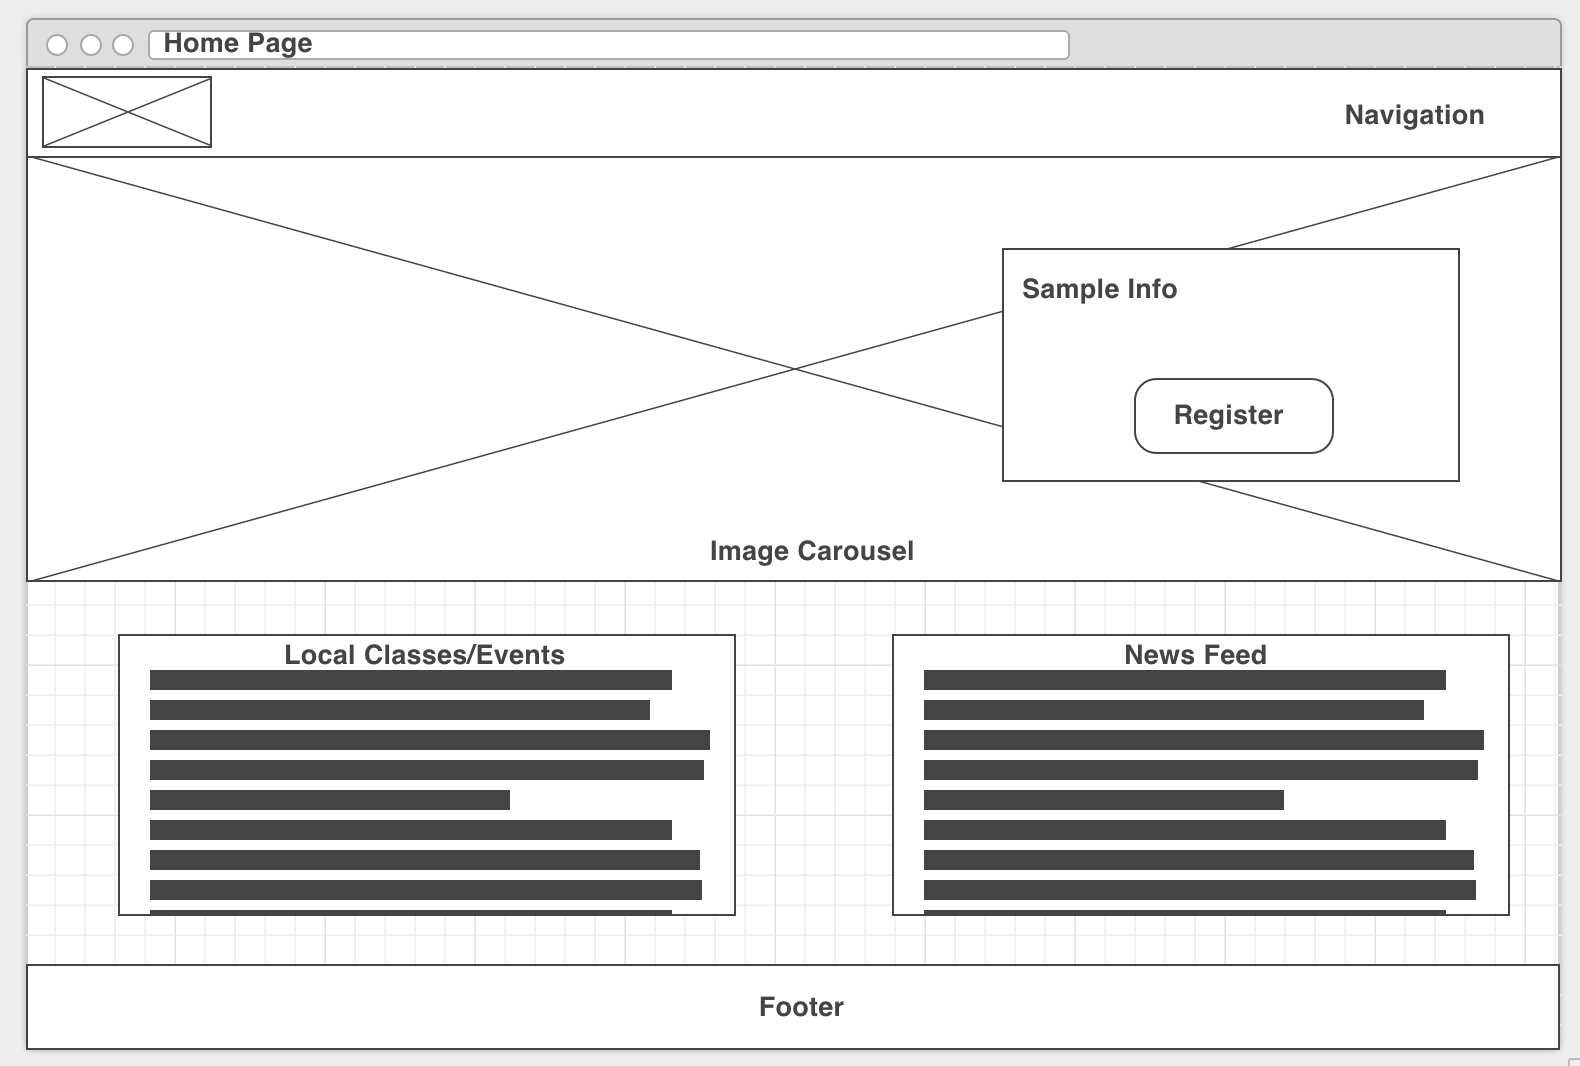 Home Page
Navigation
Sample Info
Register
Image Carousel
Local Classes/Events
News Feed
Footer